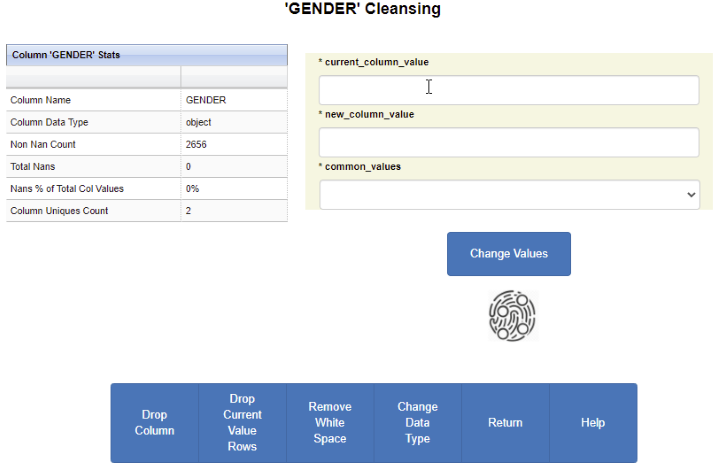 'GENDER' Cleansing
Column 'GENDER' Stats
Column Name GENDER
Column Data Type object
Non Nan Count 2656
Total Nans 0
Nans % of Total Col Values 0%
Column Uniques Count 2
* current_column_value
* new_column_value
* common_values
Change Values
Drop
Column
Drop
Current
Value
Rows
Remove
White
Space
Change
Data
Type
Return
Help